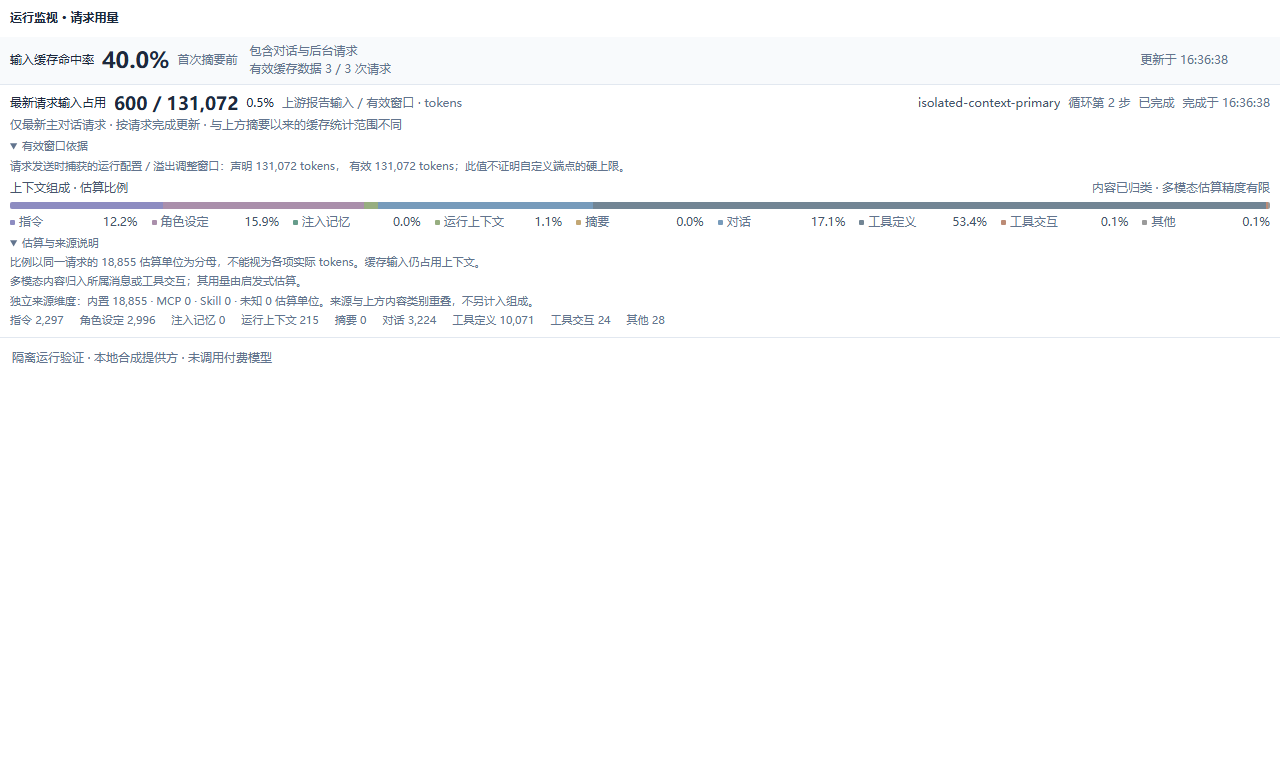 运行监视 · 请求用量
输入缓存命中率 40.0% 首次摘要前 包含对话与后台请求
有效缓存数据 3 / 3 次请求
更新于 16:36:38
最新请求输入占用 600 / 131,072 0.5% 上游报告输入 / 有效窗口 · tokens isolated-context-primary 循环第 2 步 已完成 完成于 16:36:38
仅最新主对话请求 · 按请求完成更新 · 与上方摘要以来的缓存统计范围不同
▼ 有效窗口依据
请求发送时捕获的运行配置 / 溢出调整窗口：声明 131,072 tokens， 有效 131,072 tokens；此值不证明自定义端点的硬上限。
上下文组成 · 估算比例 内容已归类 · 多模态估算精度有限
指令 12.2% 角色设定 15.9% 注入记忆 0.0% 运行上下文 1.1% 摘要 0.0% 对话 17.1% 工具定义 53.4% 工具交互 0.1% 其他 0.1%
▼ 估算与来源说明
比例以同一请求的 18,855 估算单位为分母，不能视为各项实际 tokens。缓存输入仍占用上下文。
多模态内容归入所属消息或工具交互；其用量由启发式估算。
独立来源维度：内置 18,855 · MCP 0 · Skill 0 · 未知 0 估算单位。来源与上方内容类别重叠，不另计入组成。
指令 2,297 角色设定 2,996 注入记忆 0 运行上下文 215 摘要 0 对话 3,224 工具定义 10,071 工具交互 24 其他 28
隔离运行验证 · 本地合成提供方 · 未调用付费模型